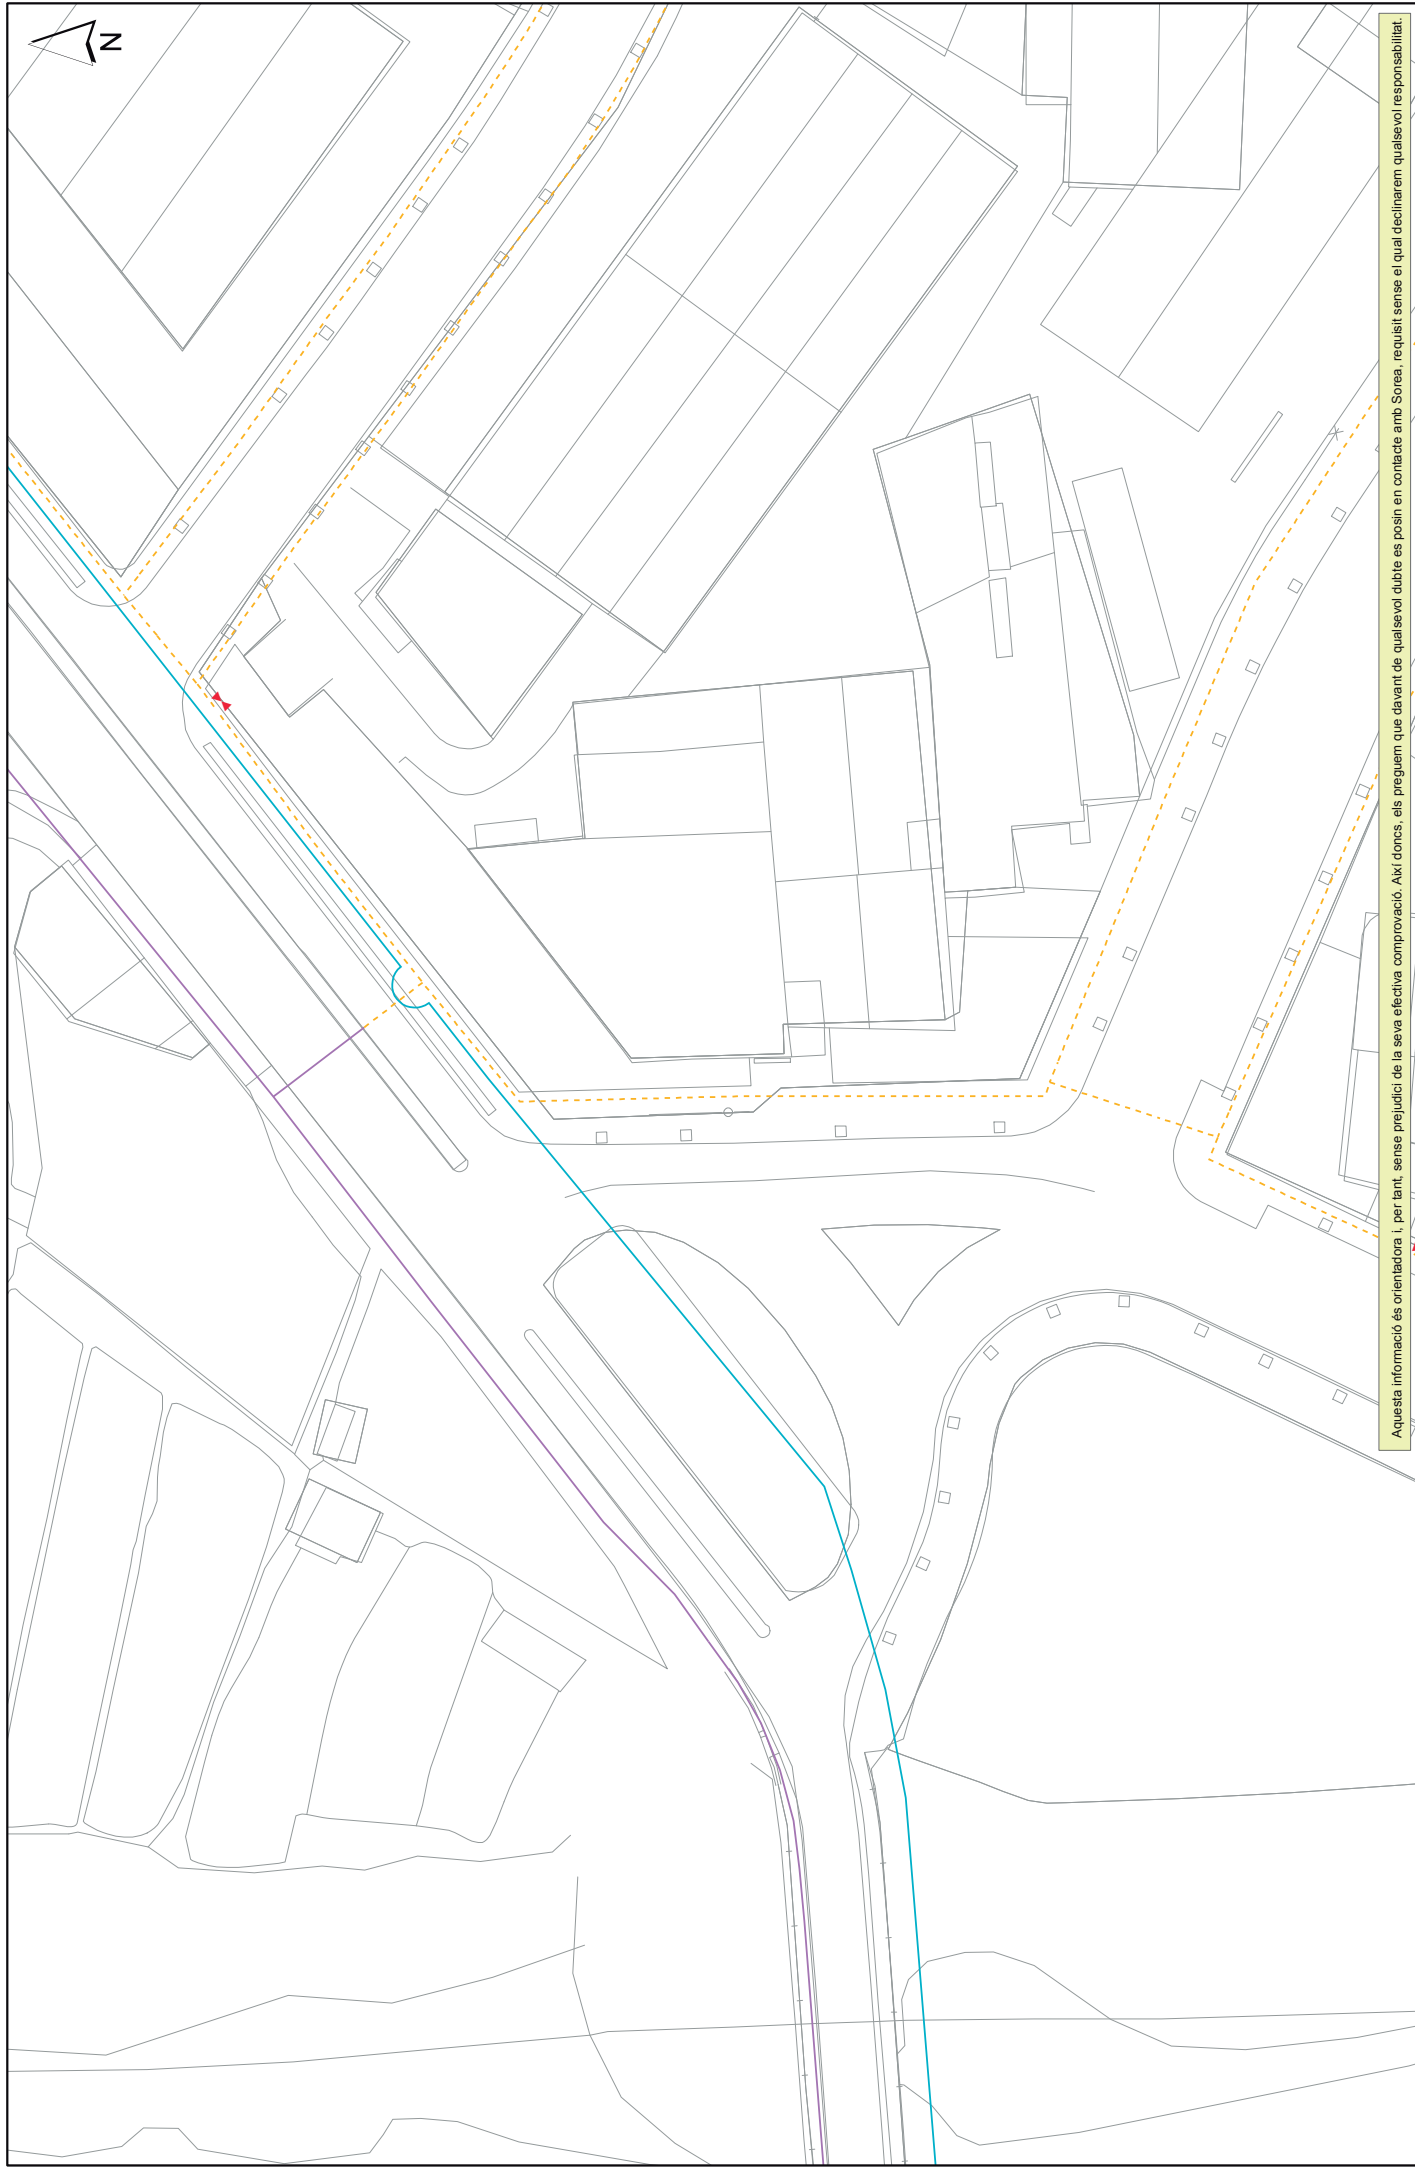 N
Aquesta informació és orientadora i, per tant, sense prejudici de la seva efectiva comprovació. Així doncs, els preguem que davant de qualsevol dubte es posin en contacte amb Sorea, requisit sense el qual declinarem qualsevol responsabilitat.